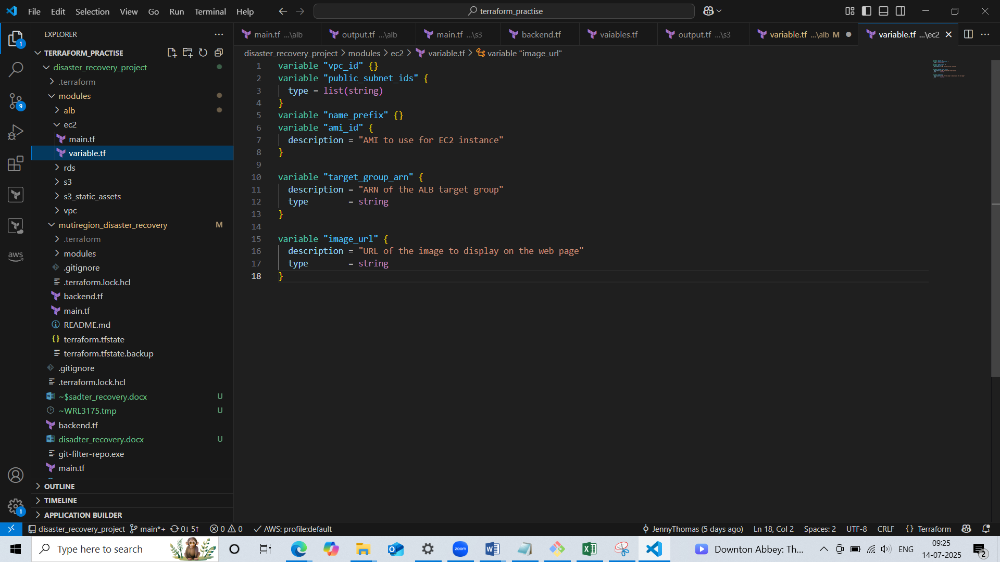 File Edit Selection View Go Run Terminal Help
terraform_practise
EXPLORER
TERRAFORM_PRACTISE
disaster_recovery_project
.terraform
modules
alb
ec2
main.tf
variable.tf
rds
s3
s3_static_assets
vpc
mutiregion_disaster_recovery M
.terraform
modules
.gitignore
.terraform.lock.hcl
backend.tf
main.tf
README.md
terraform.tfstate
terraform.tfstate.backup
.gitignore
.terraform.lock.hcl
~$sadter_recovery.docx U
~WRL3175.tmp U
backend.tf
disadter_recovery.docx U
git-filter-repo.exe
main.tf
OUTLINE
TIMELINE
APPLICATION BUILDER
1
9
aws
1
main.tf ...\alb output.tf ...\alb main.tf ...\s3 backend.tf vaiables.tf output.tf ...\s3 variable.tf ...\alb M variable.tf ...\ec2
disaster_recovery_project > modules > ec2 > variable.tf > variable "image_url"
1 variable "vpc_id" {}
2 variable "public_subnet_ids" {
3 type = list(string)
4 }
5 variable "name_prefix" {}
6 variable "ami_id" {
7 description = "AMI to use for EC2 instance"
8 }
9
10 variable "target_group_arn" {
11 description = "ARN of the ALB target group"
12 type = string
13 }
14
15 variable "image_url" {
16 description = "URL of the image to display on the web page"
17 type = string
18 }
disaster_recovery_project main*+ 0↓ 5↑ 0 0 AWS: profile:default JennyThomas (5 days ago) Ln 18, Col 2 Spaces: 2 UTF-8 CRLF {} Terraform
Type here to search zoom Downton Abbey: Th... ENG 09:25
14-07-2025 2